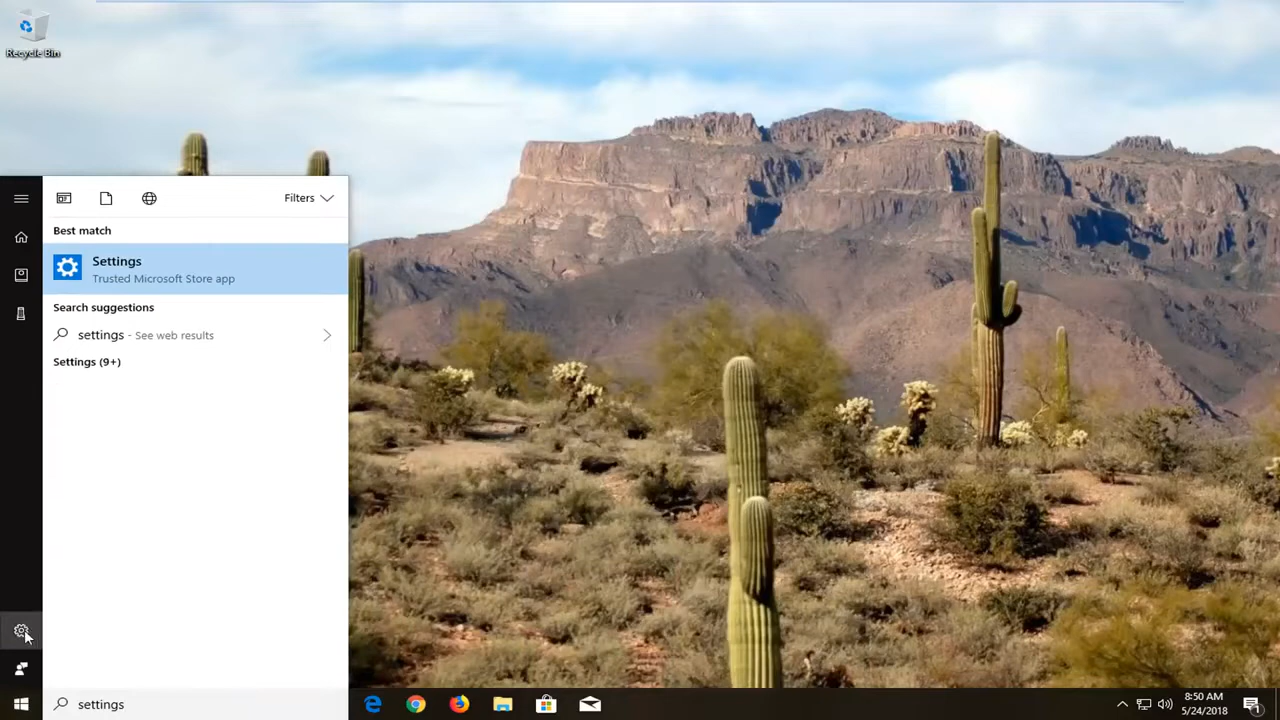 Recycle Bin
Filters
Best match
Settings
Trusted Microsoft Store app
Search suggestions
settings - See web results
Settings (9+)
settings
8:50 AM
5/24/2018
1